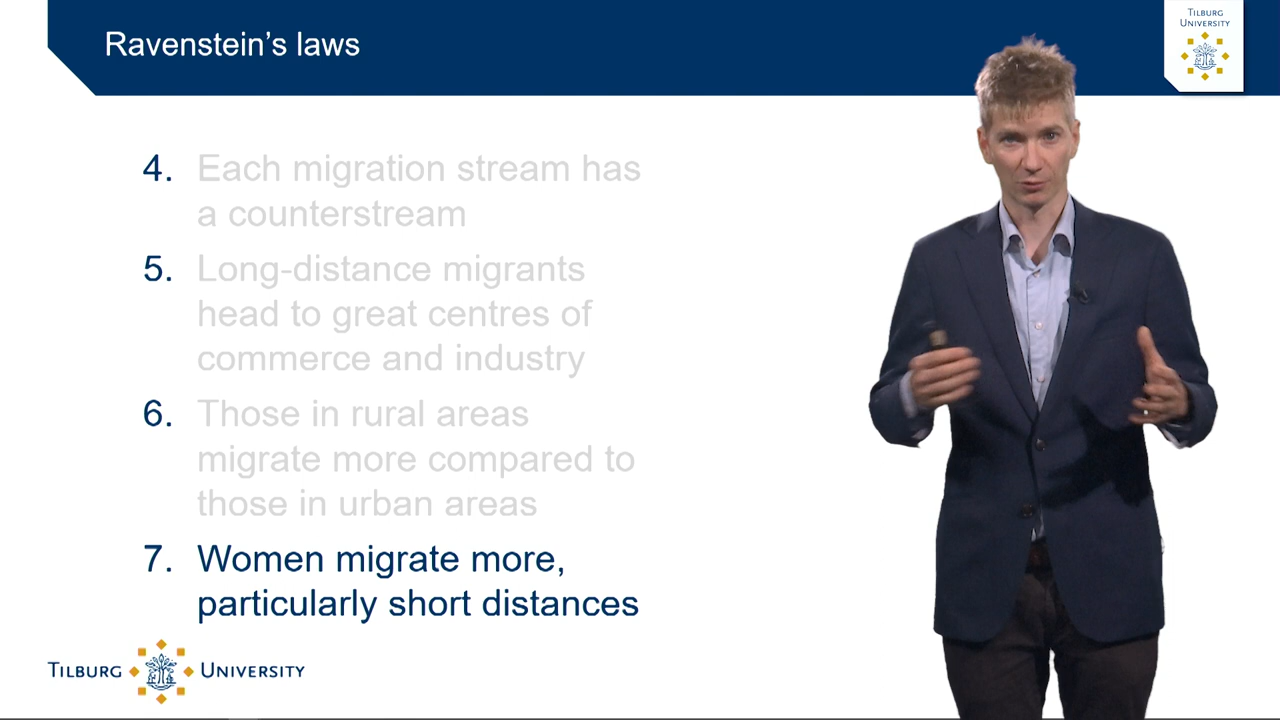 Ravenstein's laws
TILBURG
UNIVERSITY
4. Each migration stream has
a counterstream
5. Long-distance migrants
head to great centres of
commerce and industry
6. Those in rural areas
migrate more compared to
those in urban areas
7. Women migrate more,
particularly short distances
TILBURG UNIVERSITY